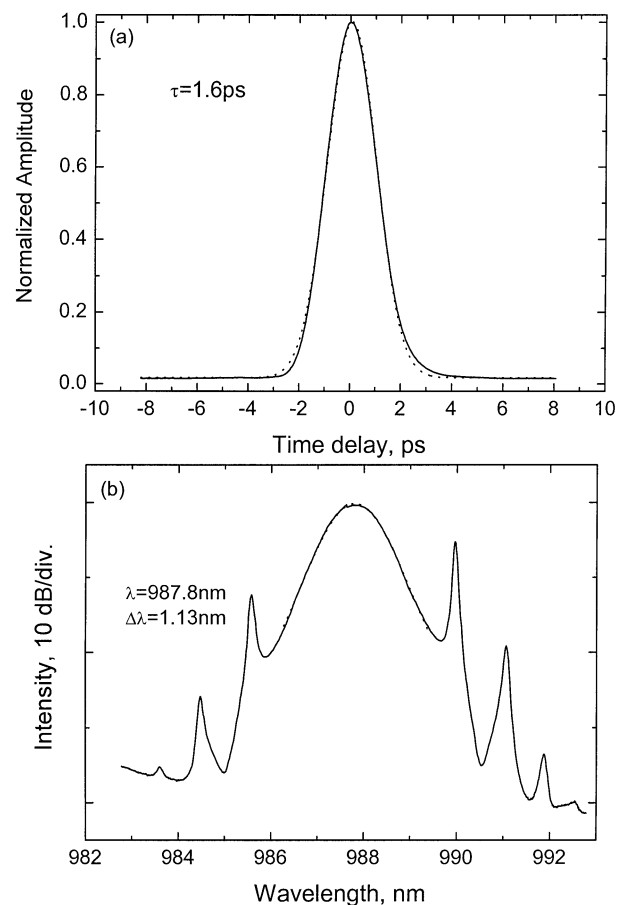 (a)
τ=1.6ps
Normalized Amplitude
1.0
0.8
0.6
0.4
0.2
0.0
-10 -8 -6 -4 -2 0 2 4 6 8 10
Time delay, ps
(b)
λ=987.8nm
Δλ=1.13nm
Intensity, 10 dB/div.
982 984 986 988 990 992
Wavelength, nm